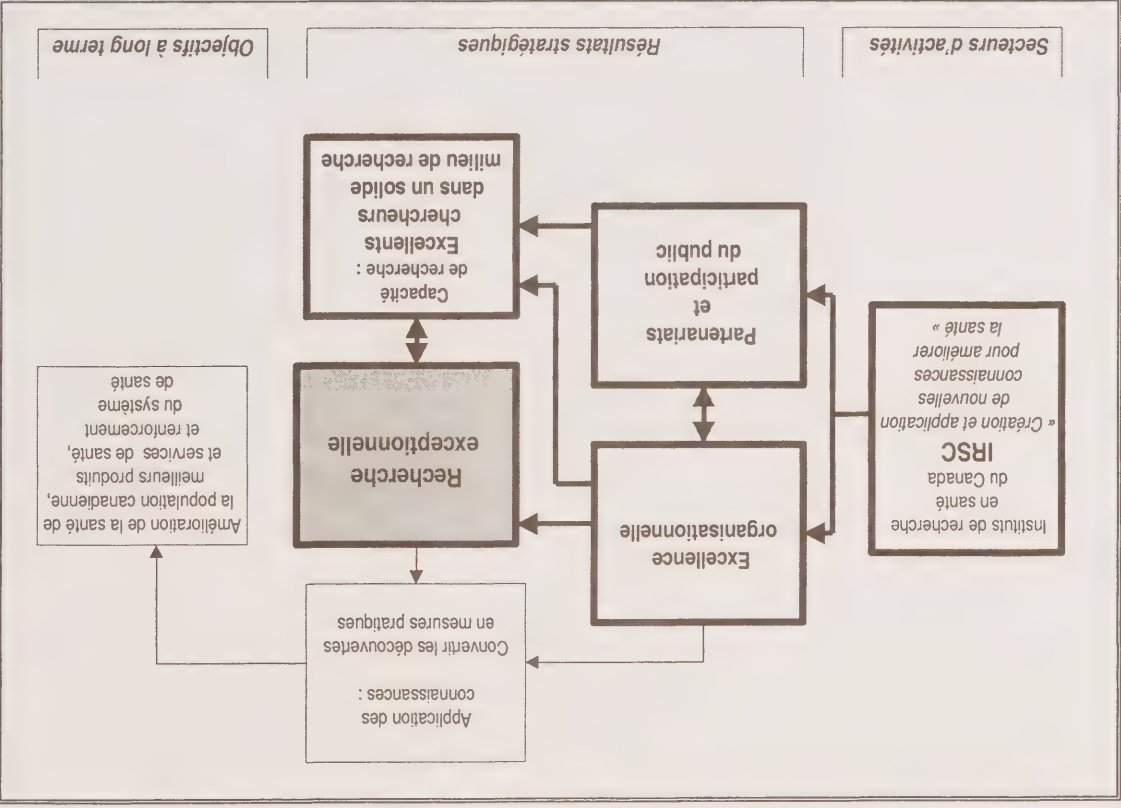 Instituts de recherche
en santé
du Canada
IRSC
« Création et application
de nouvelles
connaissances
pour améliorer
la santé »
Excellence
organisationnelle
Partenariats
et
participation
du public
Application des
connaissances :
Convertir les découvertes
en mesures pratiques
Recherche
exceptionnelle
Capacité
de recherche :
Excellents
chercheurs
dans un solide
milieu de recherche
Amélioration de la santé de
la population canadienne,
meilleurs produits
et services de santé,
et renforcement
du système
de santé
Secteurs d'activités
Résultats stratégiques
Objectifs à long terme